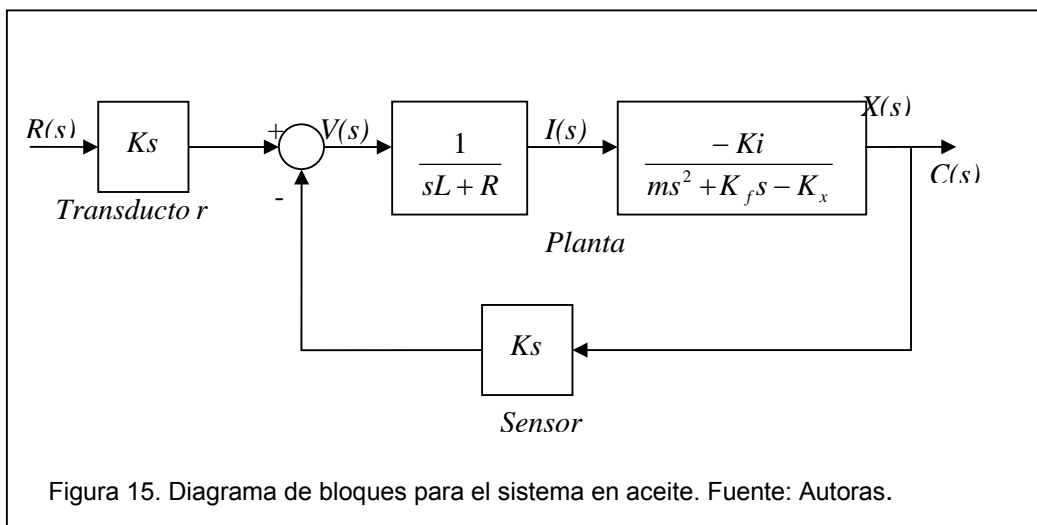 R(s)
Ks
Transducto r
+
-
V(s)
1
sL + R
I(s)
- Ki
ms² + K_f s - K_x
Planta
X(s)
C(s)
Ks
Sensor
Figura 15. Diagrama de bloques para el sistema en aceite. Fuente: Autoras.